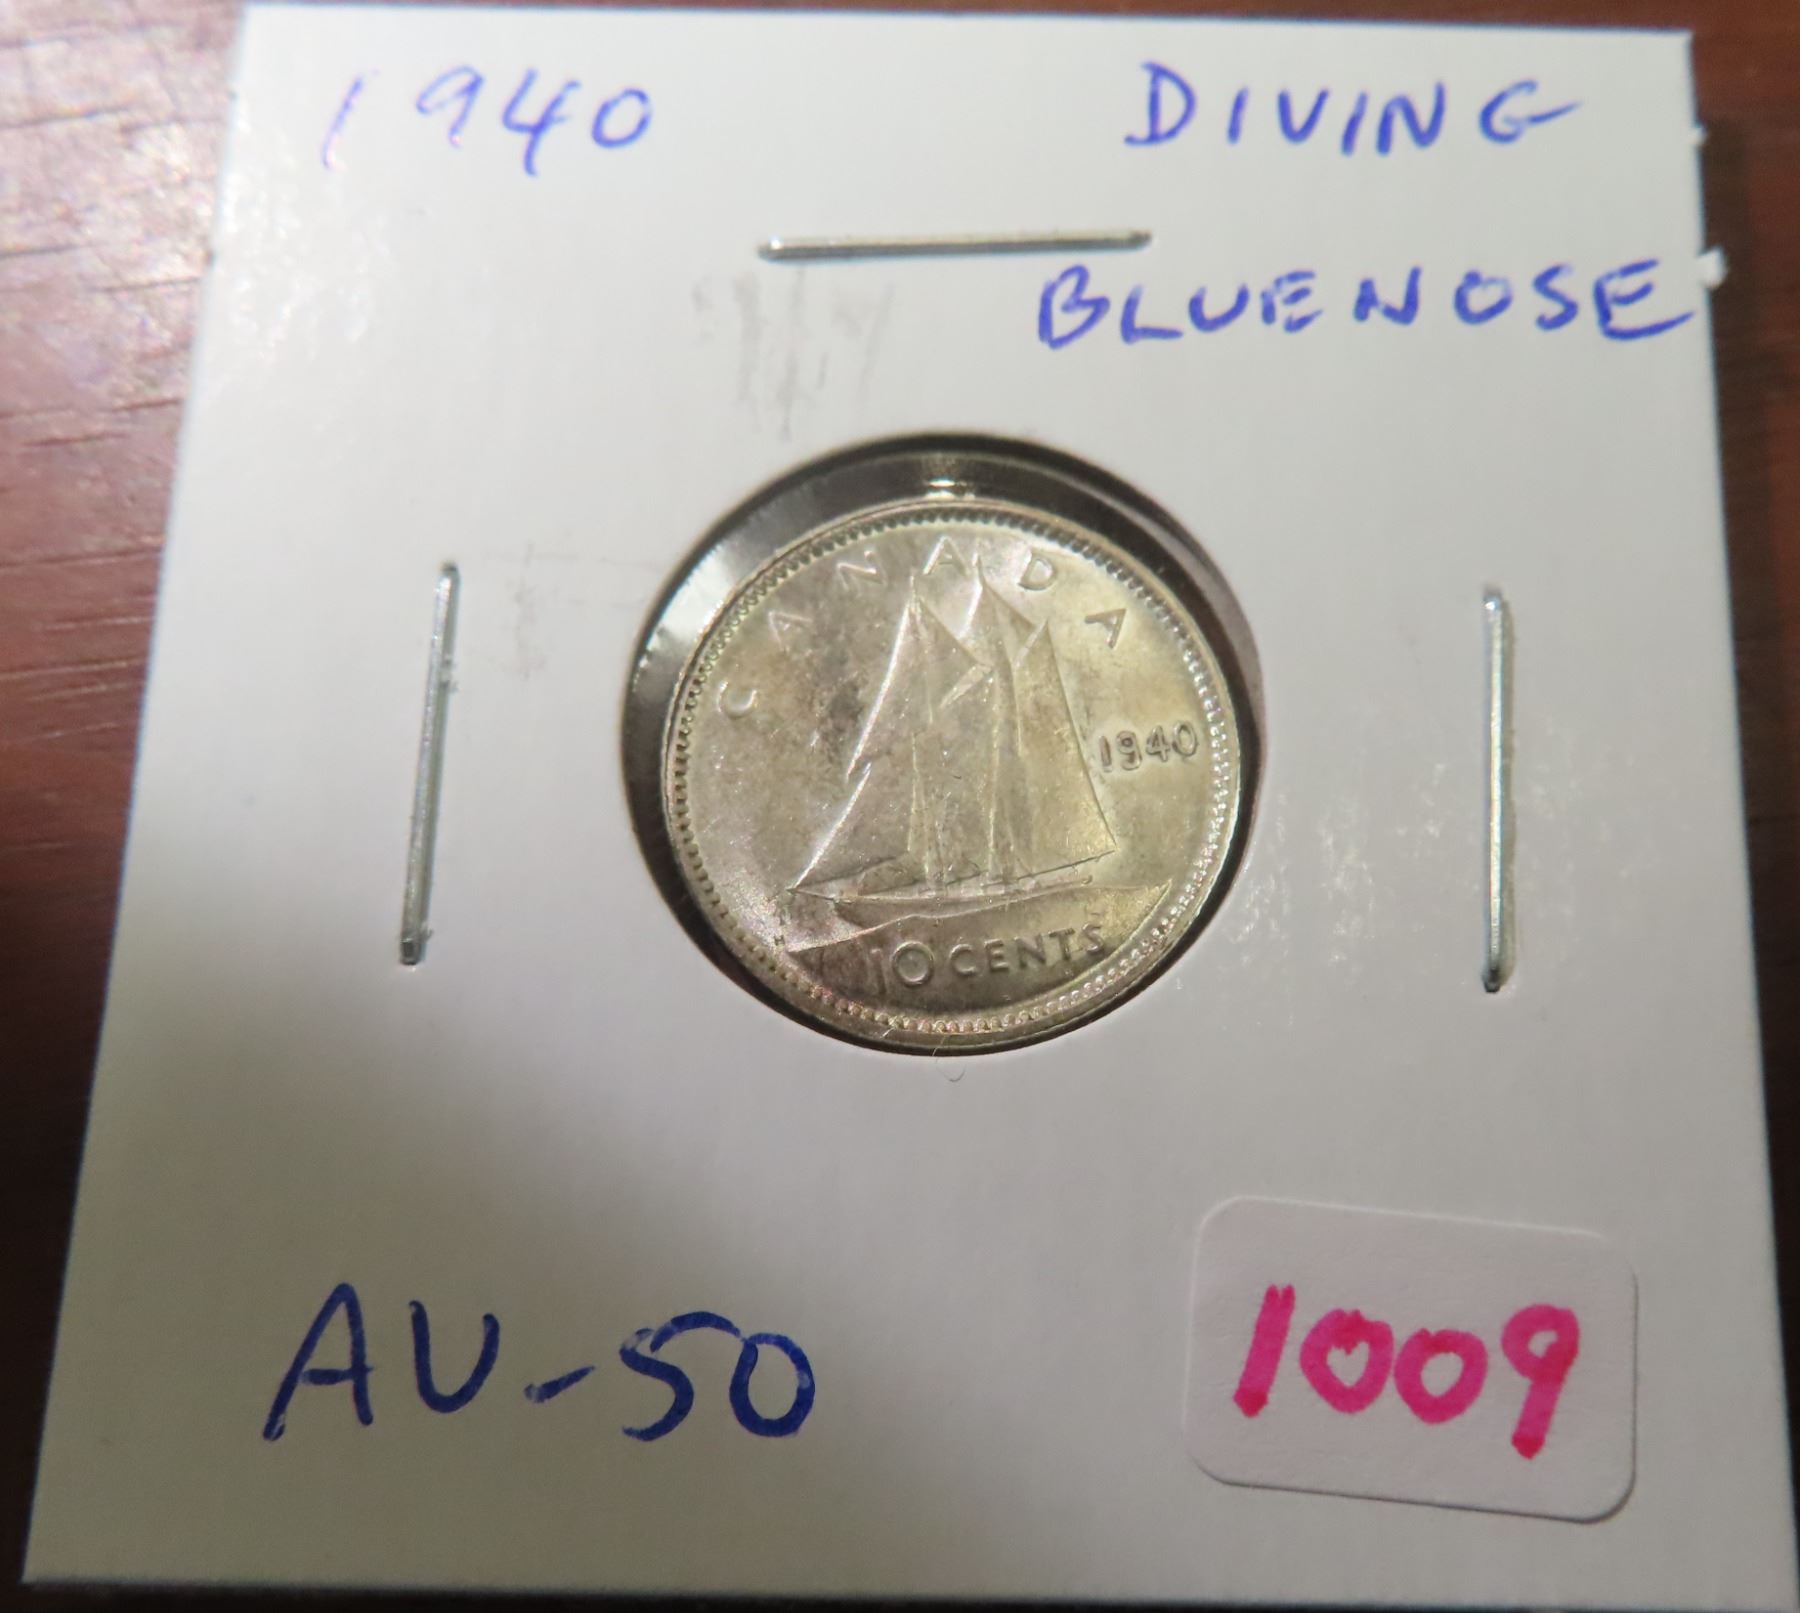 1940 DIVING
BLUENOSE
CANADA
1940
H
10 CENTS
AU-50
1009